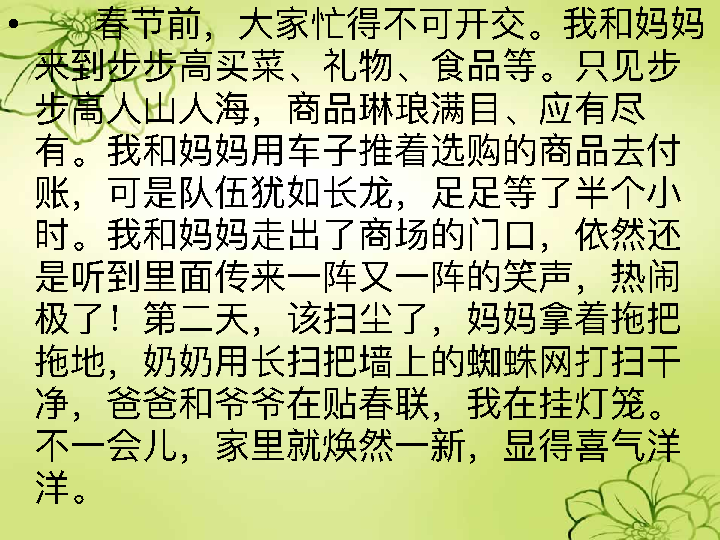 • 春节前，大家忙得不可开交。我和妈妈
来到步步高买菜、礼物、食品等。只见步
步高人山人海，商品琳琅满目、应有尽
有。我和妈妈用车子推着选购的商品去付
账，可是队伍犹如长龙，足足等了半个小
时。我和妈妈走出了商场的门口，依然还
是听到里面传来一阵又一阵的笑声，热闹
极了！第二天，该扫尘了，妈妈拿着拖把
拖地，奶奶用长扫把墙上的蜘蛛网打扫干
净，爸爸和爷爷在贴春联，我在挂灯笼。
不一会儿，家里就焕然一新，显得喜气洋
洋。